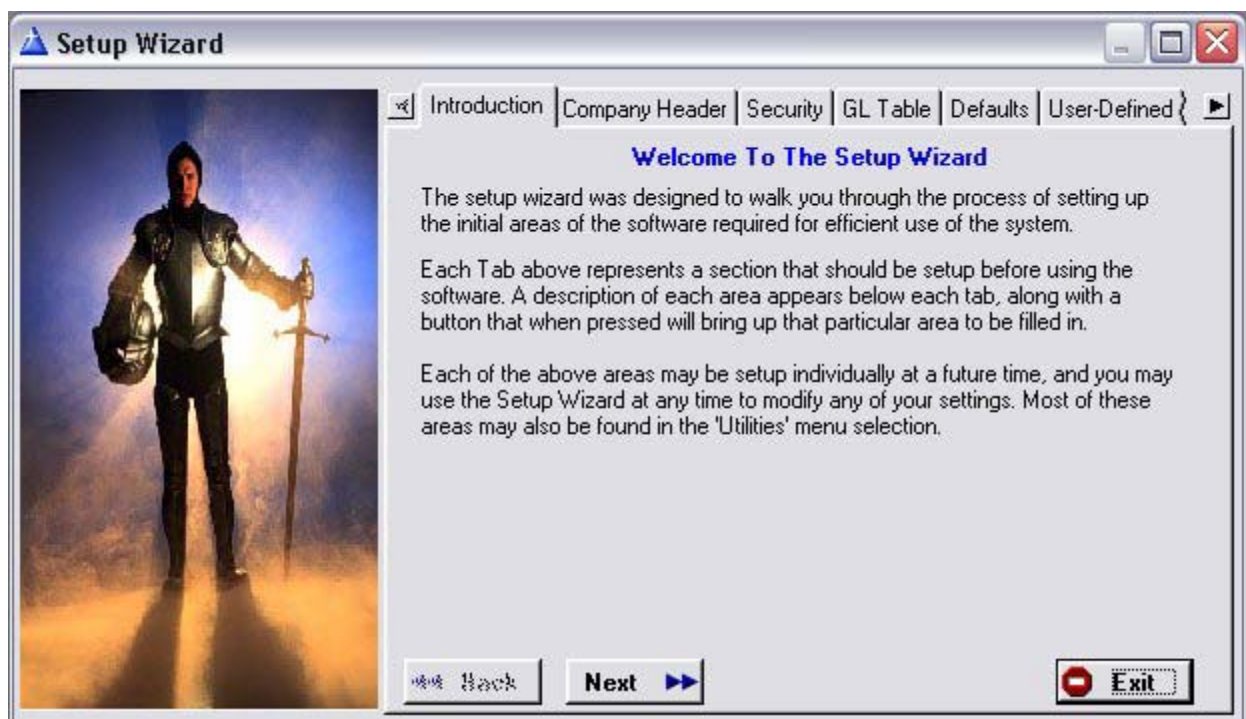 Setup Wizard
Introduction Company Header Security GL Table Defaults User-Defined
Welcome To The Setup Wizard
The setup wizard was designed to walk you through the process of setting up
the initial areas of the software required for efficient use of the system.
Each Tab above represents a section that should be setup before using the
software. A description of each area appears below each tab, along with a
button that when pressed will bring up that particular area to be filled in.
Each of the above areas may be setup individually at a future time, and you may
use the Setup Wizard at any time to modify any of your settings. Most of these
areas may also be found in the 'Utilities' menu selection.
Back Next Exit